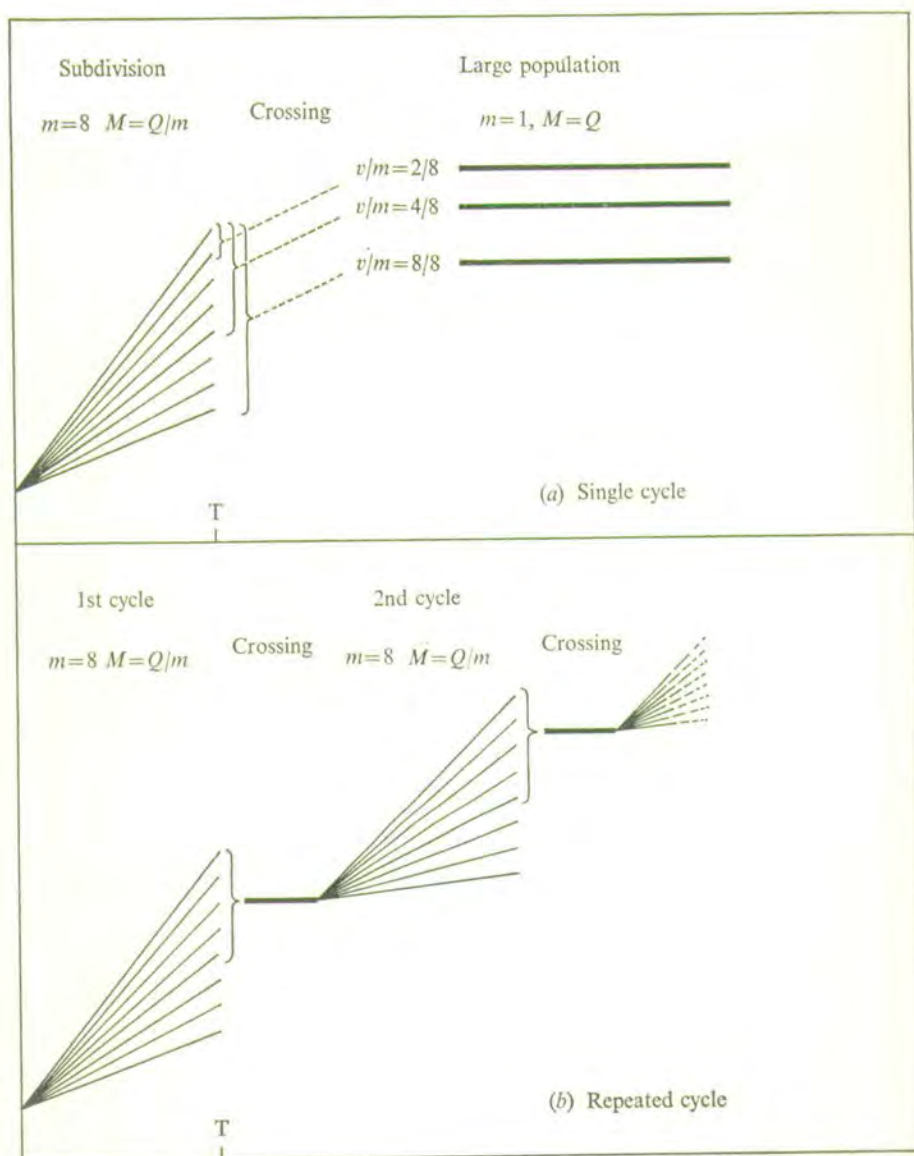 Subdivision
Large population
m=8 M=Q/m
Crossing
m=1, M=Q
v/m=2/8
v/m=4/8
v/m=8/8
(a) Single cycle
T
1st cycle
2nd cycle
m=8 M=Q/m
Crossing
m=8 M=Q/m
Crossing
(b) Repeated cycle
T